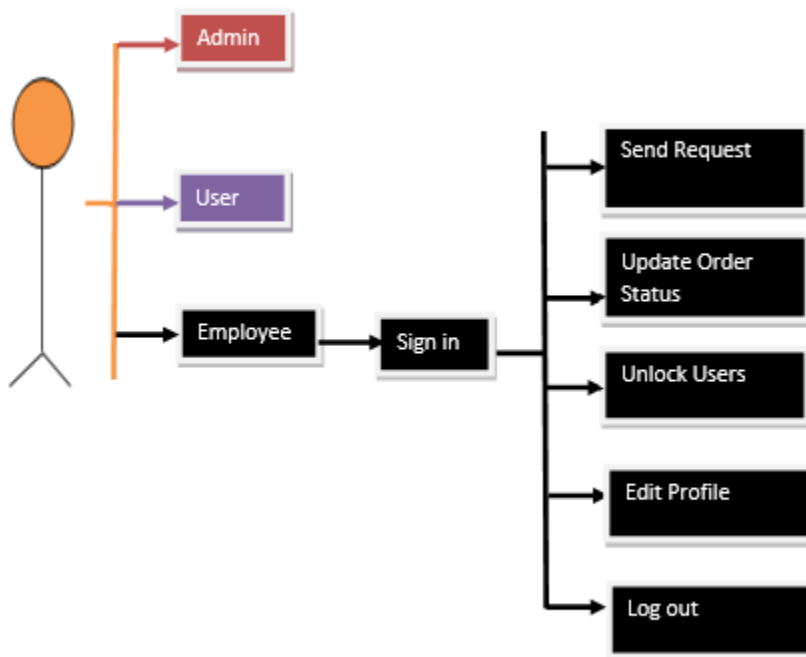 Admin
User
Employee
Sign in
Send Request
Update Order
Status
Unlock Users
Edit Profile
Log out